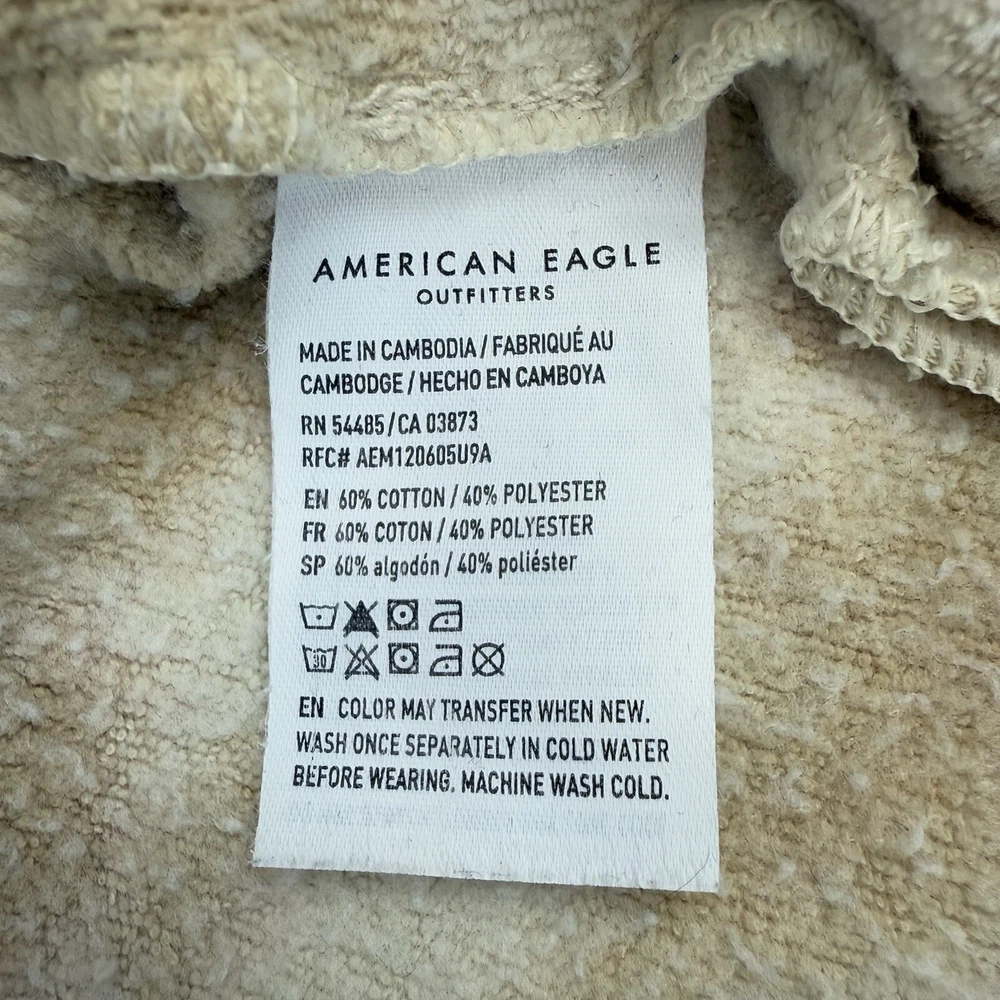 AMERICAN EAGLE
OUTFITTERS
MADE IN CAMBODIA / FABRIQUÉ AU
CAMBODGE / HECHO EN CAMBOYA
RN 54485 / CA 03873
RFC# AEM120605U9A
EN 60% COTTON / 40% POLYESTER
FR 60% COTON / 40% POLYESTER
SP 60% algodón / 40% poliéster
30
EN COLOR MAY TRANSFER WHEN NEW.
WASH ONCE SEPARATELY IN COLD WATER
BEFORE WEARING. MACHINE WASH COLD.